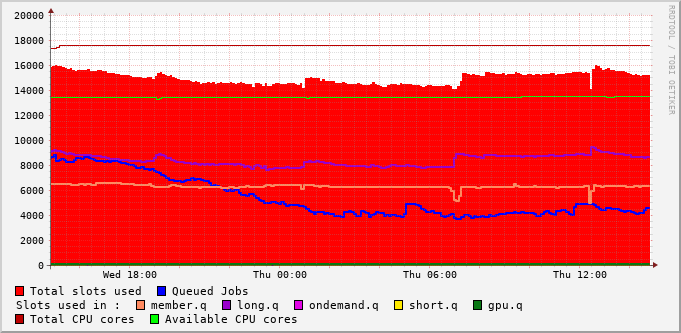 RRDTOOL / TOBI OETIKER
20000
18000
16000
14000
12000
10000
8000
6000
4000
2000
0
Wed 18:00 Thu 00:00 Thu 06:00 Thu 12:00
Total slots used Queued Jobs
Slots used in : member.q long.q ondemand.q short.q gpu.q
Total CPU cores Available CPU cores